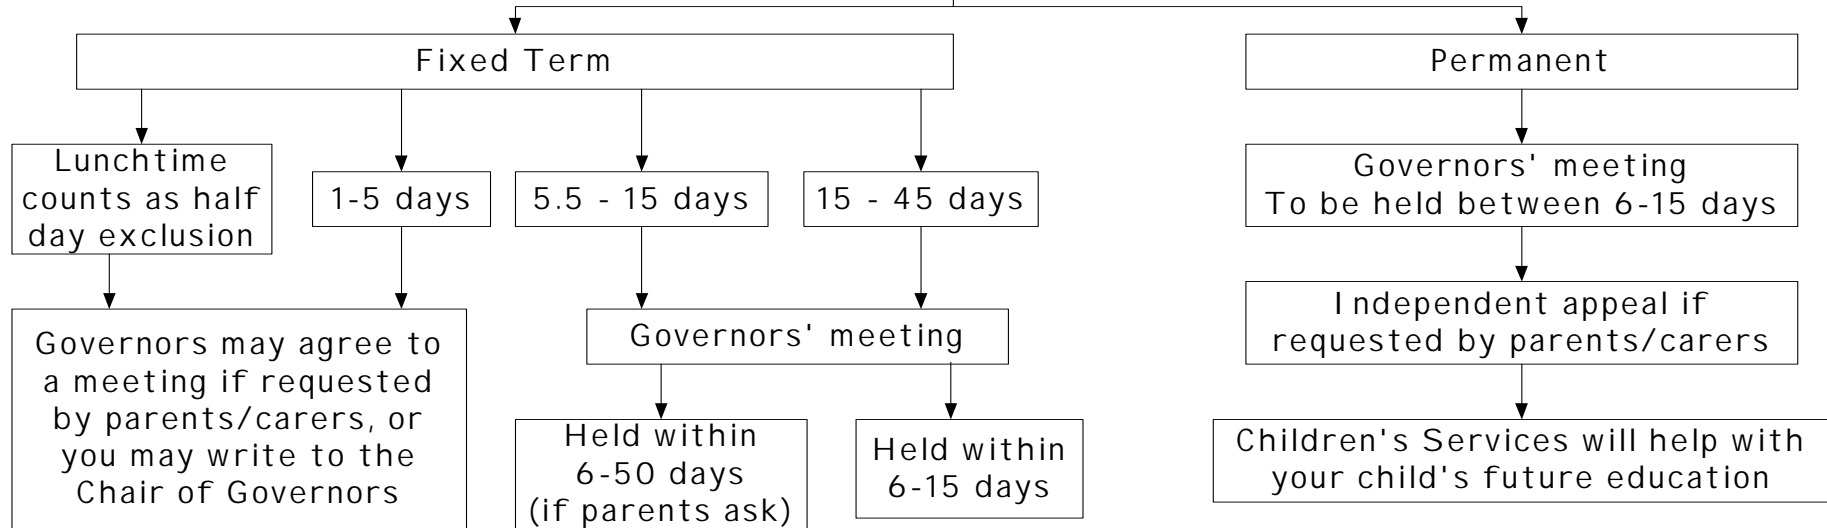 Fixed Term
Permanent
Lunchtime
counts as half
day exclusion
1-5 days
5.5 - 15 days
15 - 45 days
Governors' meeting
To be held between 6-15 days
Governors may agree to
a meeting if requested
by parents/carers, or
you may write to the
Chair of Governors
Governors' meeting
Independent appeal if
requested by parents/carers
Held within
6-50 days
(if parents ask)
Held within
6-15 days
Children's Services will help with
your child's future education